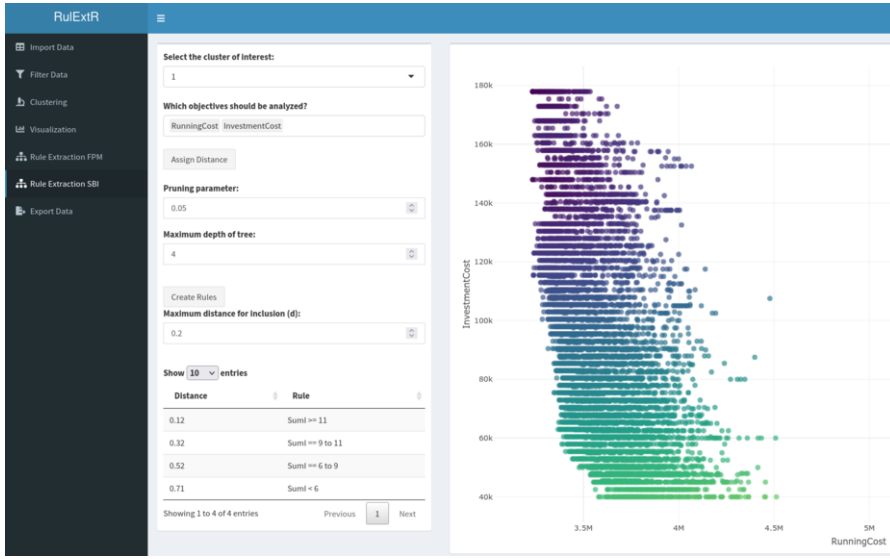 RulExtR
Import Data
Filter Data
Clustering
Visualization
Rule Extraction FPM
Rule Extraction SBI
Export Data
Select the cluster of interest:
1
Which objectives should be analyzed?
RunningCost InvestmentCost
Assign Distance
Pruning parameter:
0.05
Maximum depth of tree:
4
Create Rules
Maximum distance for inclusion (d):
0.2
Show 10 entries
Distance Rule
0.12 SumI >= 11
0.32 SumI == 9 to 11
0.52 SumI == 6 to 9
0.71 SumI < 6
Showing 1 to 4 of 4 entries
Previous 1 Next
180k
160k
140k
120k
100k
80k
60k
40k
InvestmentCost
3.5M 4M 4.5M 5M
RunningCost